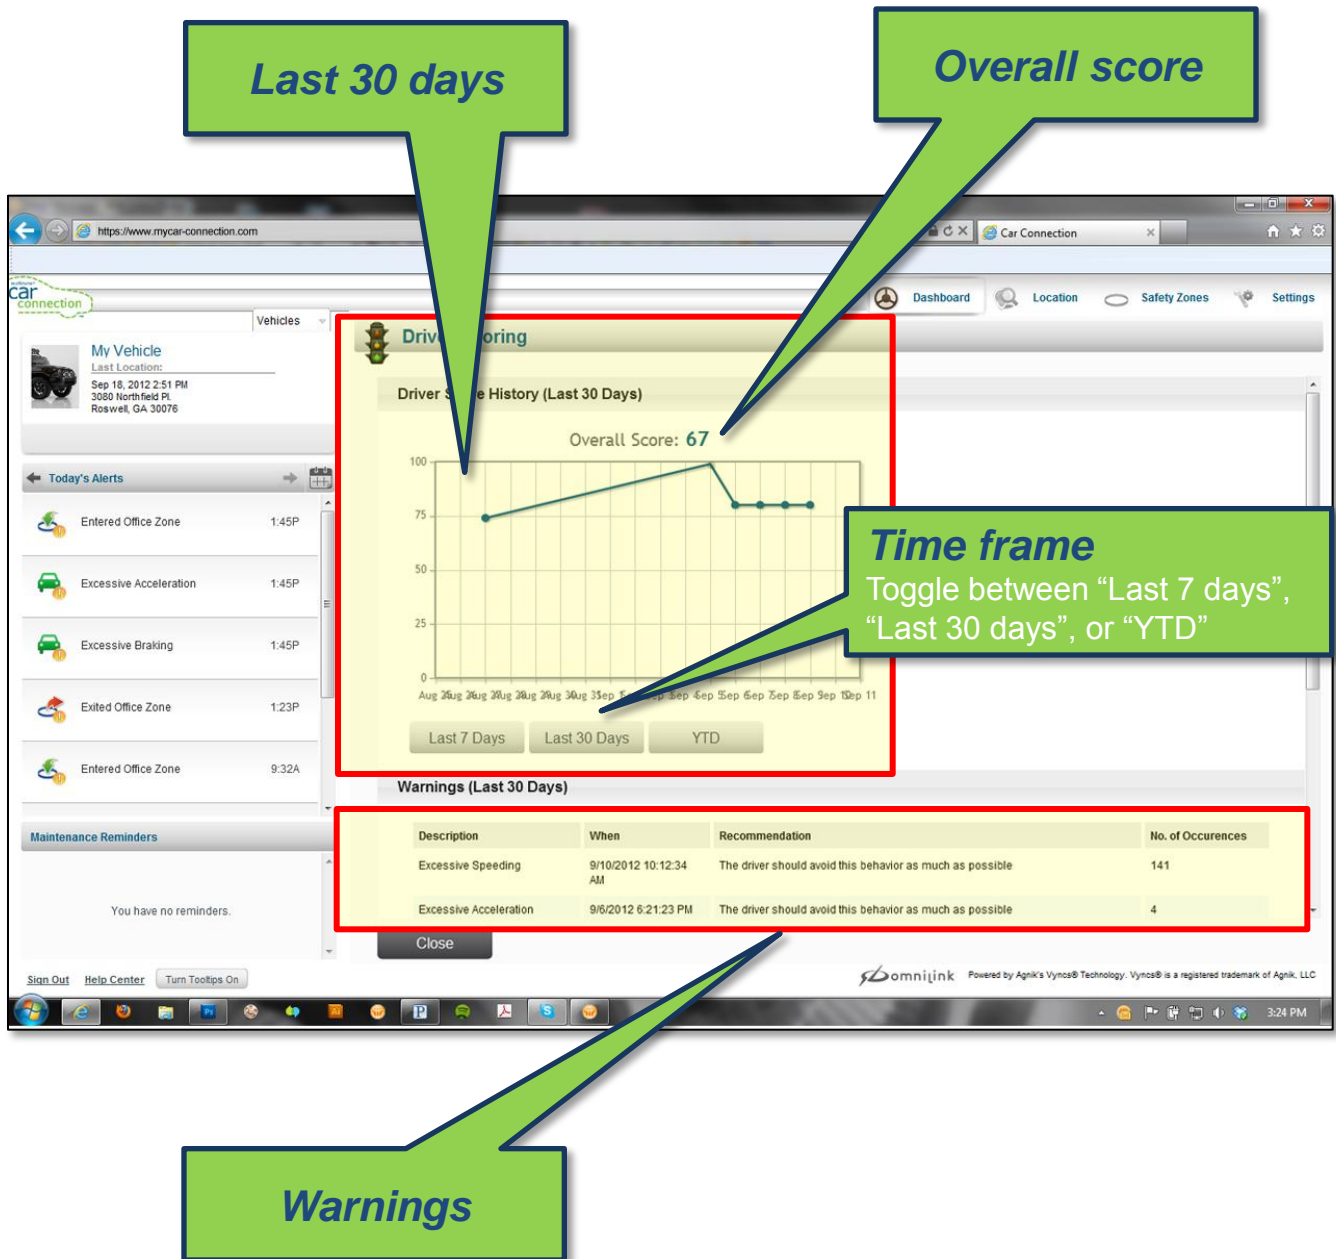 Last 30 days
Overall score
https://www.mycar-connection.com
Car Connection
car
connection
Dashboard
Location
Safety Zones
Settings
Vehicles
My Vehicle
Last Location:
Sep 18, 2012 2:51 PM
3080 Northfield Pl.
Roswell, GA 30076
Today's Alerts
Entered Office Zone 1:45P
Excessive Acceleration 1:45P
Excessive Braking 1:45P
Exited Office Zone 1:23P
Entered Office Zone 9:32A
Maintenance Reminders
You have no reminders.
Sign Out Help Center Turn Tooltips On
Driver Scoring
Driver Score History (Last 30 Days)
Overall Score: 67
100
75
50
25
0
Sep 11
Last 7 Days Last 30 Days YTD
Time frame
Toggle between “Last 7 days”,
“Last 30 days”, or “YTD”
Warnings (Last 30 Days)
Description When Recommendation No. of Occurences
Excessive Speeding 9/10/2012 10:12:34 AM The driver should avoid this behavior as much as possible 141
Excessive Acceleration 9/6/2012 6:21:23 PM The driver should avoid this behavior as much as possible 4
Close
omnilink Powered by Agnik's Vyncs® Technology. Vyncs® is a registered trademark of Agnik, LLC
3:24 PM
Warnings